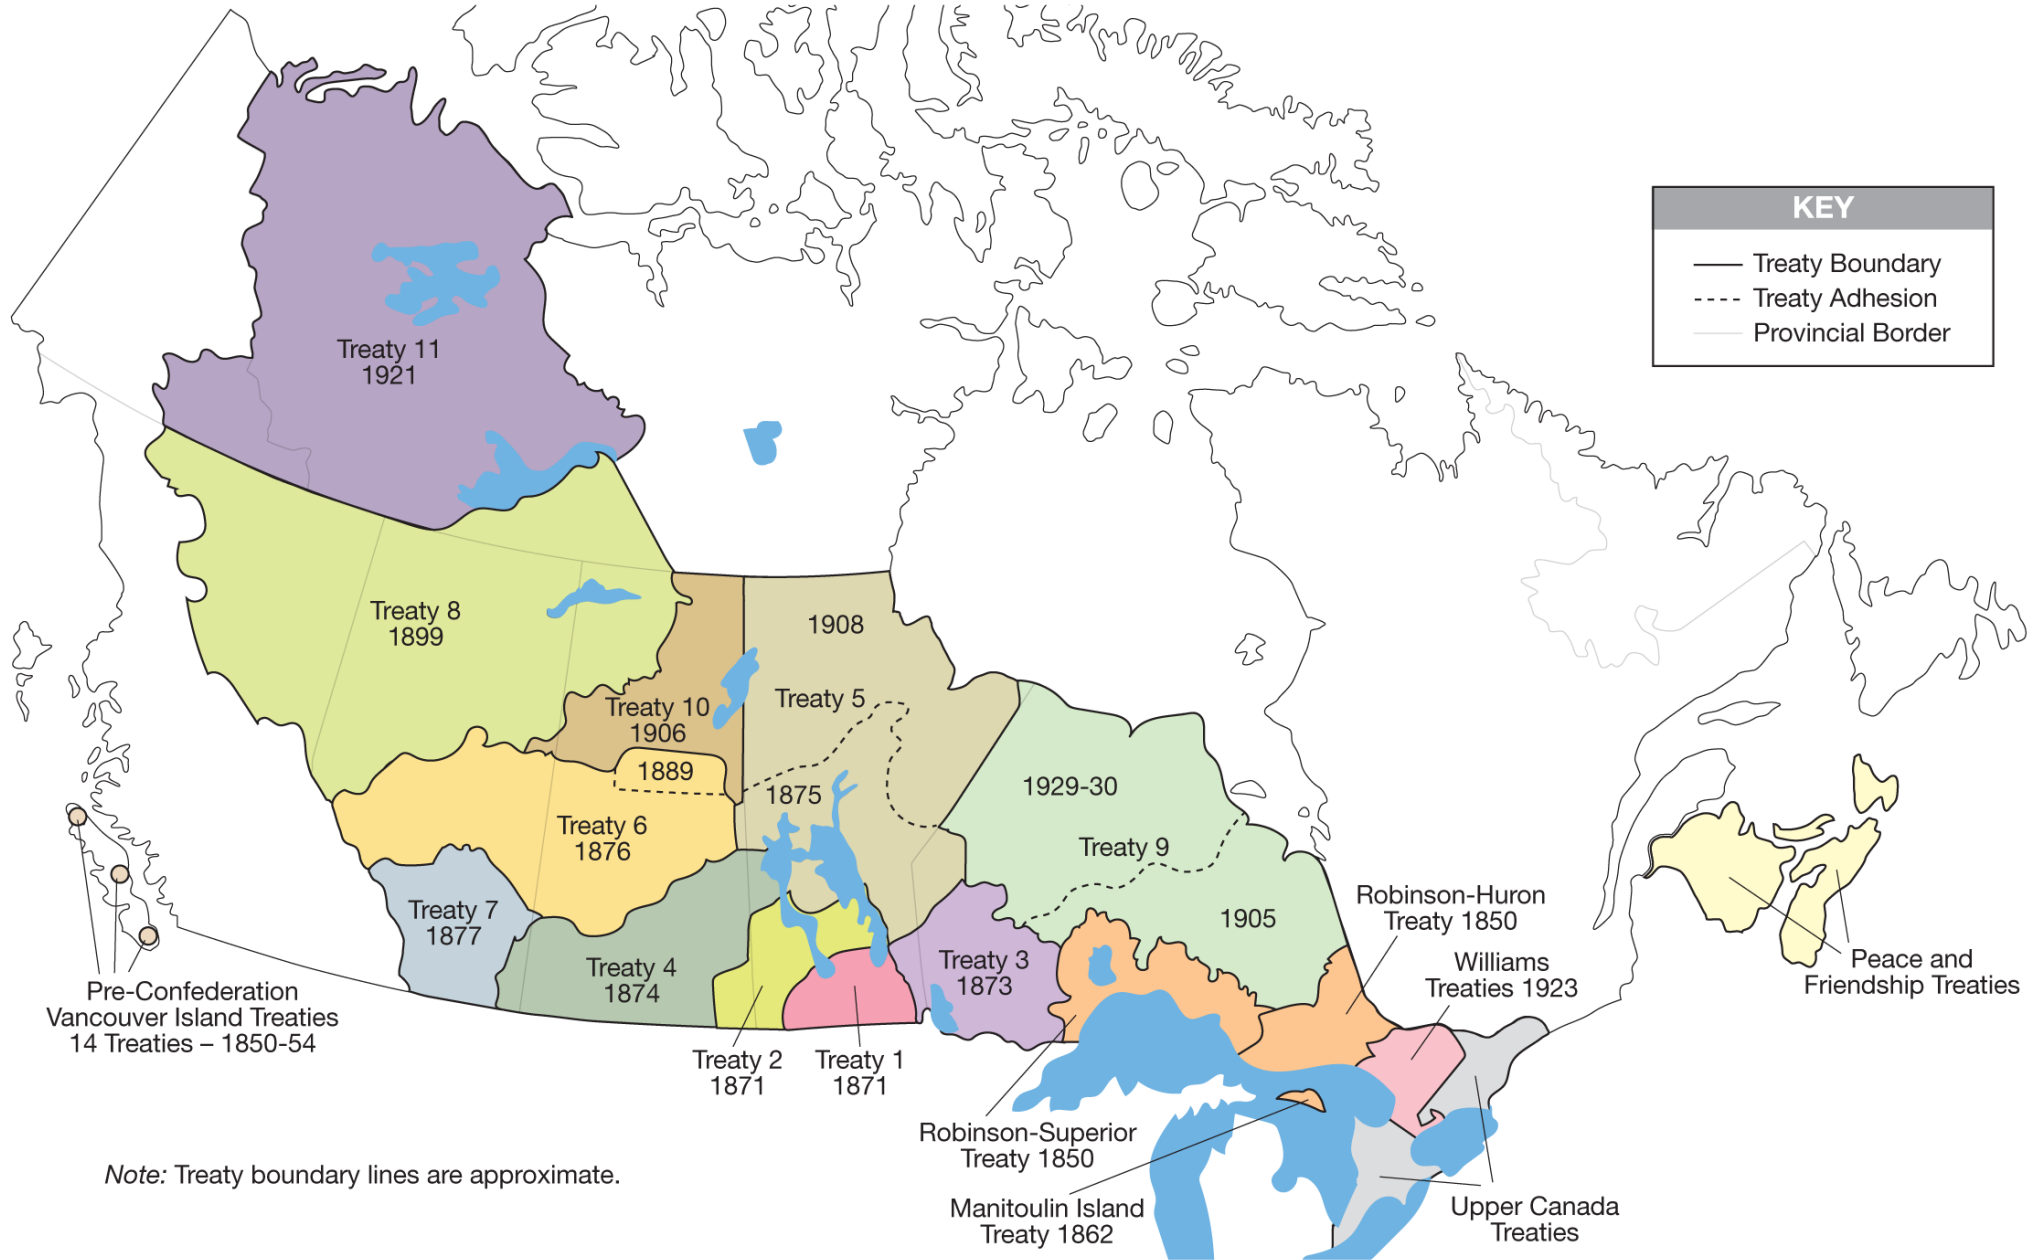 KEY
Treaty Boundary
Treaty Adhesion
Provincial Border
Treaty 11
1921
Treaty 8
1899
1908
Treaty 5
Treaty 10
1906
1889
1875
1929-30
Treaty 6
1876
Treaty 9
1905
Treaty 7
1877
Treaty 4
1874
Treaty 3
1873
Robinson-Huron
Treaty 1850
Williams
Treaties 1923
Peace and
Friendship Treaties
Pre-Confederation
Vancouver Island Treaties
14 Treaties – 1850-54
Treaty 2
1871
Treaty 1
1871
Robinson-Superior
Treaty 1850
Manitoulin Island
Treaty 1862
Upper Canada
Treaties
Note: Treaty boundary lines are approximate.